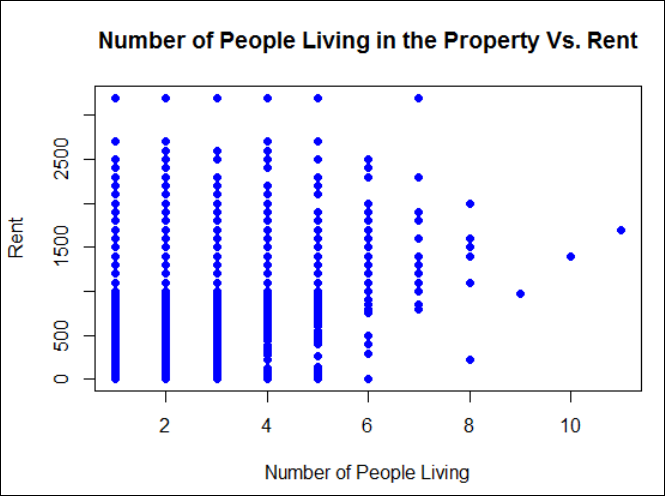 Number of People Living in the Property Vs. Rent
Rent
2500
1500
500
0
2 4 6 8 10
Number of People Living